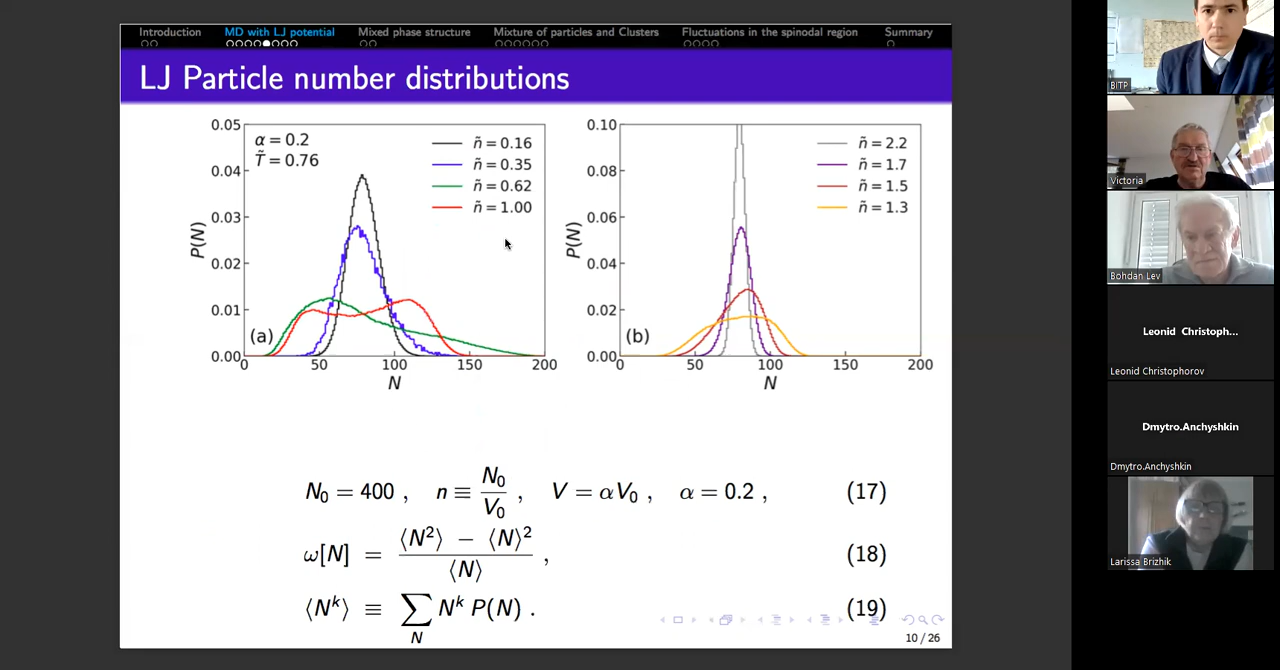 Introduction MD with LJ potential Mixed phase structure Mixture of particles and Clusters Fluctuations in the spinodal region Summary
LJ Particle number distributions
0.05
0.04
0.03
0.02
0.01
0.00
P(N)
α = 0.2
T̃ = 0.76
ñ = 0.16
ñ = 0.35
ñ = 0.62
ñ = 1.00
(a)
0 50 100 150 200
N
0.10
0.08
0.06
0.04
0.02
0.00
P(N)
ñ = 2.2
ñ = 1.7
ñ = 1.5
ñ = 1.3
(b)
0 50 100 150 200
N
N₀ = 400 , n ≡ N₀/V₀ , V = αV₀ , α = 0.2 , (17)
ω[N] = (⟨N²⟩ − ⟨N⟩²)/⟨N⟩ , (18)
⟨Nᵏ⟩ ≡ ∑_N Nᵏ P(N) . (19)
10 / 26
BITP
Victoria
Bohdan Lev
Leonid Christoph...
Leonid Christophorov
Dmytro.Anchyshkin
Dmytro.Anchyshkin
Larissa Brizhik